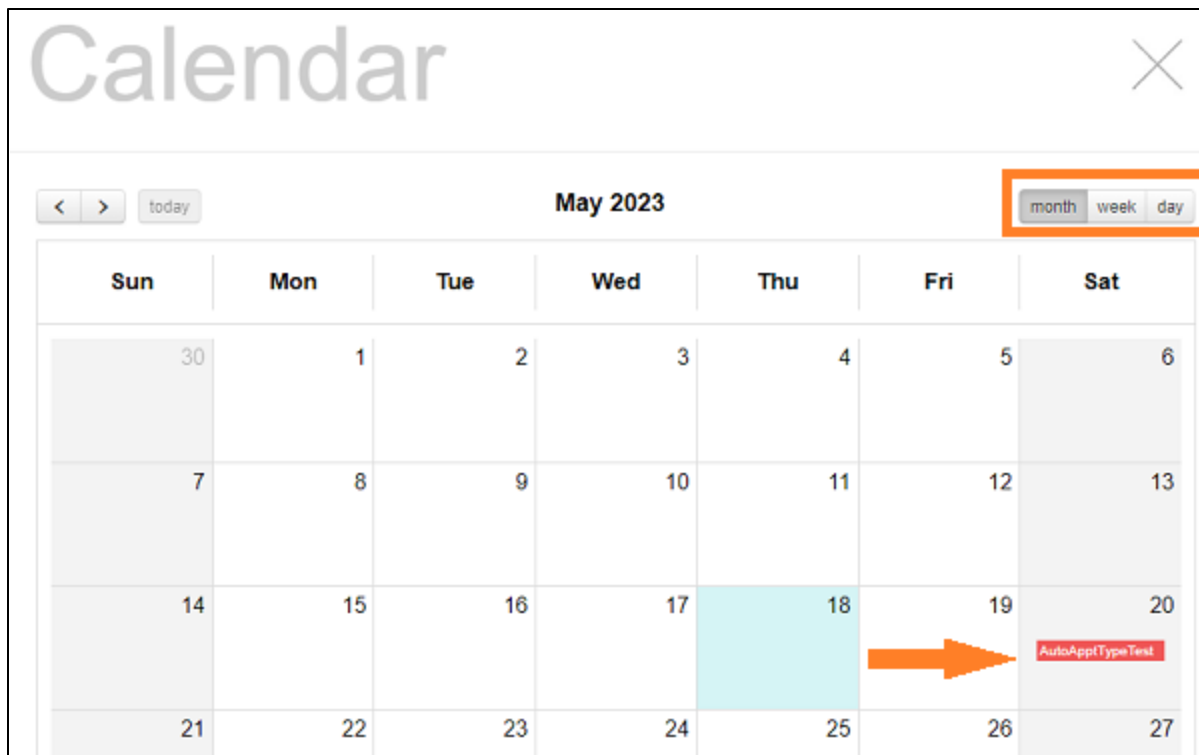 Calendar
< > today May 2023 month week day
Sun Mon Tue Wed Thu Fri Sat
30 1 2 3 4 5 6
7 8 9 10 11 12 13
14 15 16 17 18 19 20
AutoApptTypeTest
21 22 23 24 25 26 27